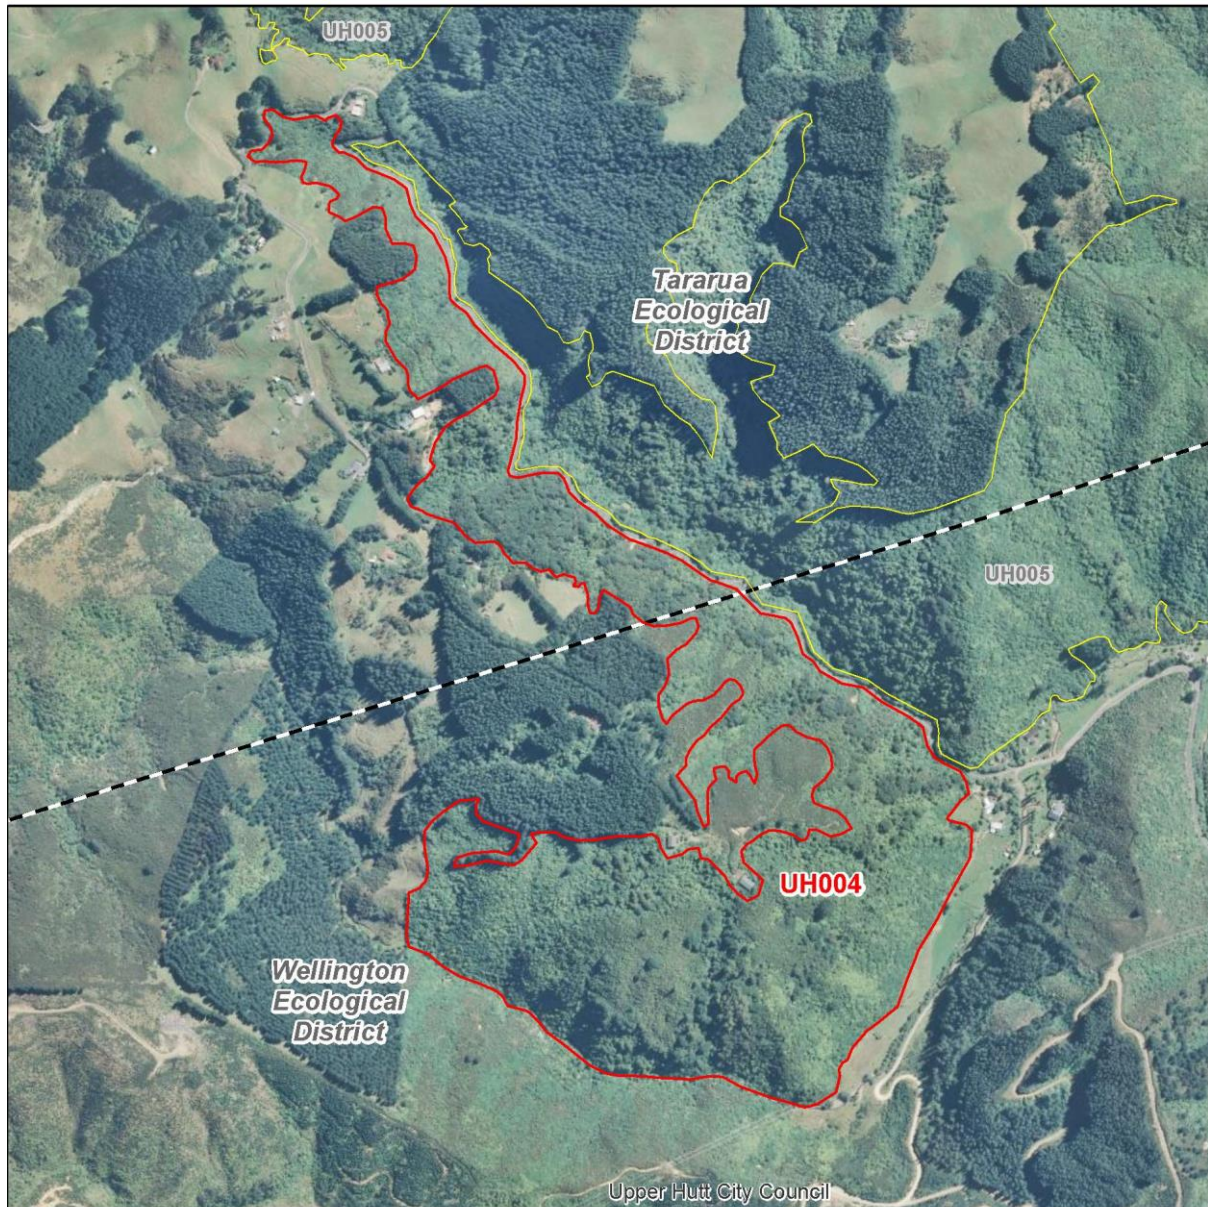 UH005
Tararua
Ecological
District
UH005
UH004
Wellington
Ecological
District
Upper Hutt City Council